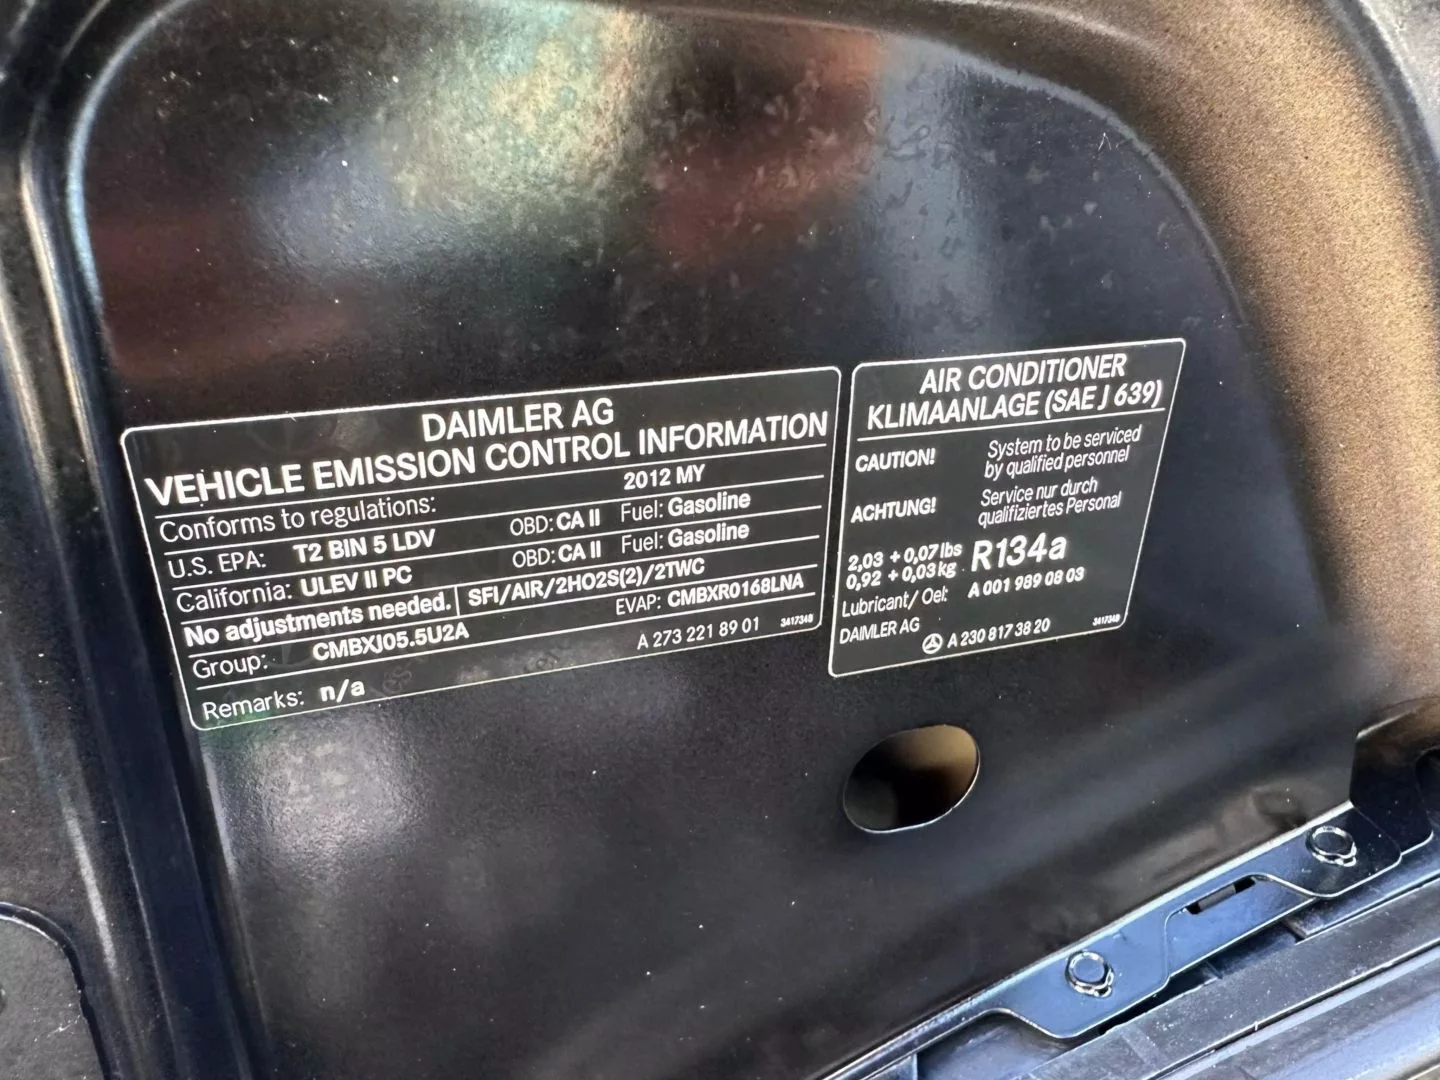 DAIMLER AG
VEHICLE EMISSION CONTROL INFORMATION
Conforms to regulations: 2012 MY
U.S. EPA: T2 BIN 5 LDV OBD: CA II Fuel: Gasoline
California: ULEV II PC OBD: CA II Fuel: Gasoline
No adjustments needed. SFI/AIR/2HO2S(2)/2TWC
Group: CMBXJ05.5U2A EVAP: CMBXR0168LNA
Remarks: n/a A 273 221 89 01 3417348
AIR CONDITIONER
KLIMAANLAGE (SAE J 639)
CAUTION! System to be serviced
by qualified personnel
ACHTUNG! Service nur durch
qualifiziertes Personal
2,03 + 0,07 lbs R134a
0,92 + 0,03 kg
Lubricant/ Oel: A 001 989 08 03
DAIMLER AG A 230 817 38 20 3417348